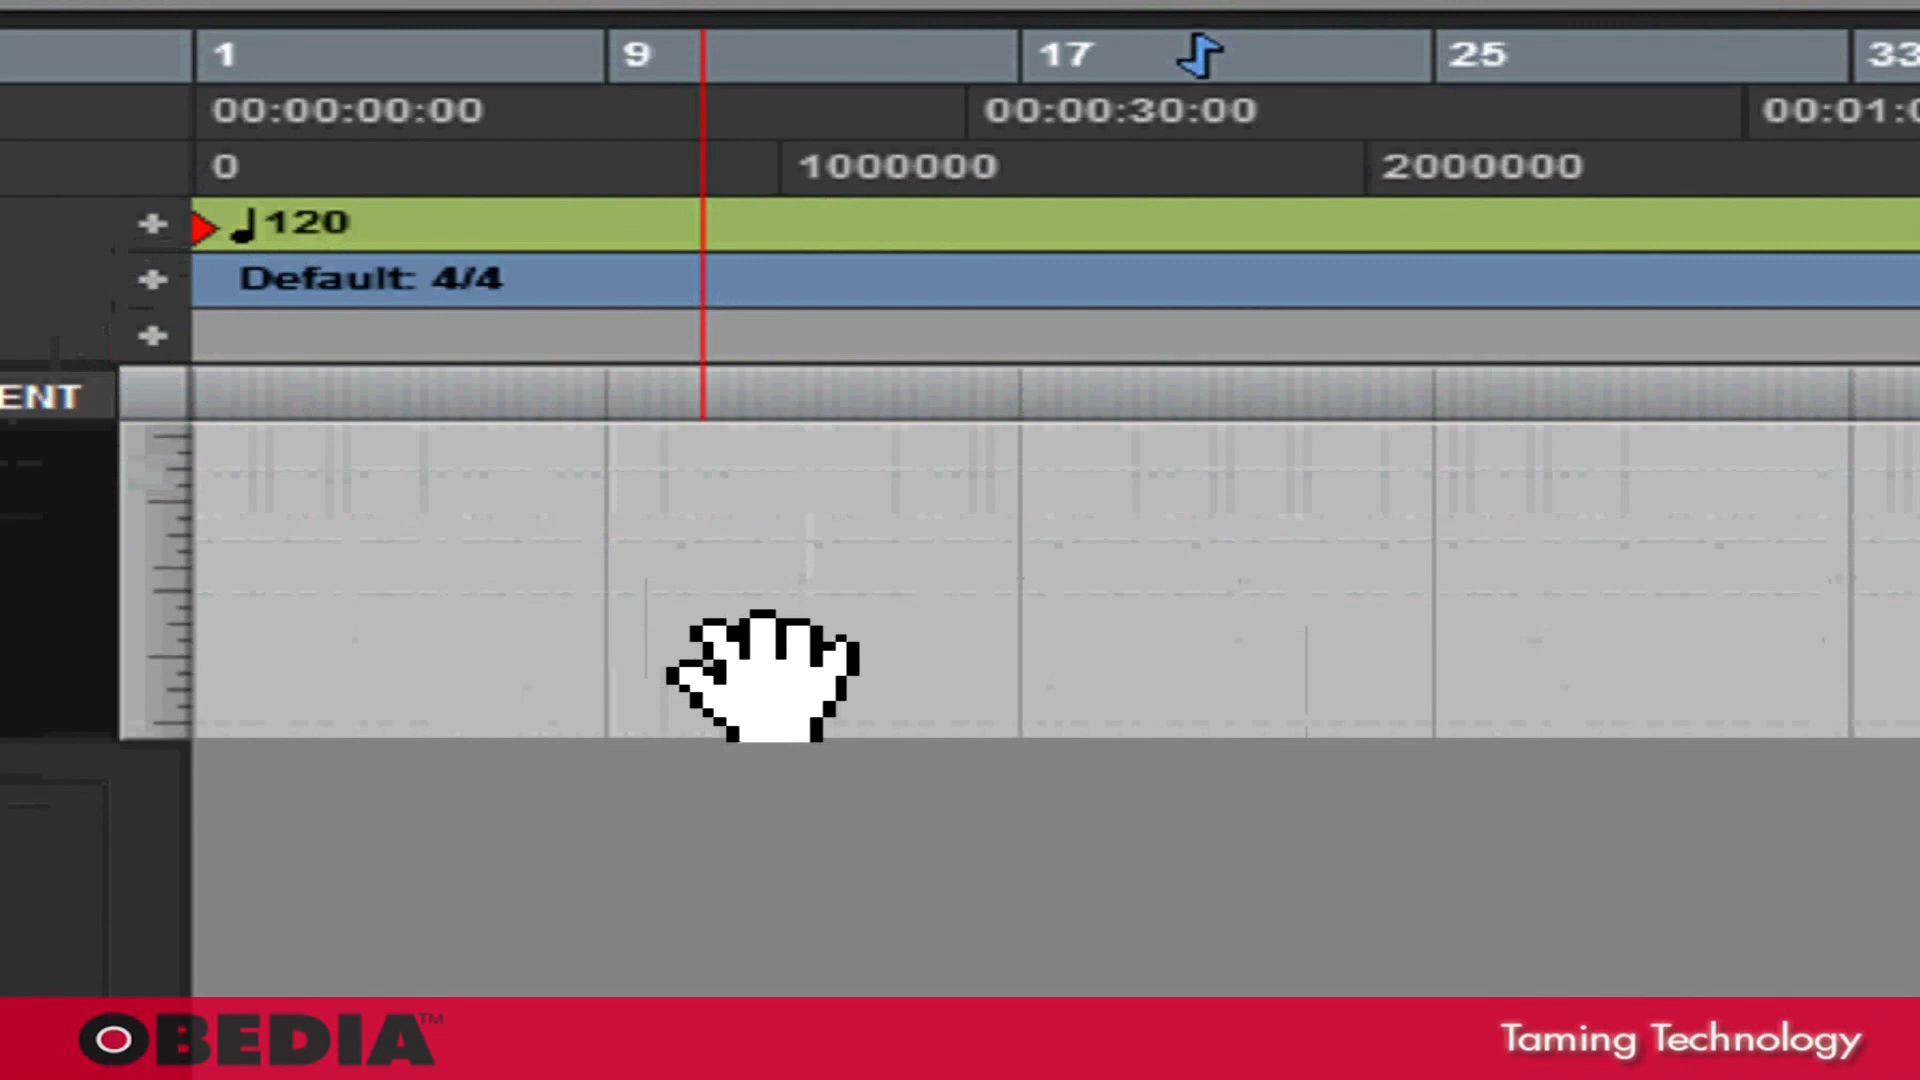 1 9 17 25 33
00:00:00:00 00:00:30:00 00:01:0
0 1000000 2000000
+ 120
+ Default: 4/4
+
ENT
OBEDIA™
Taming Technology